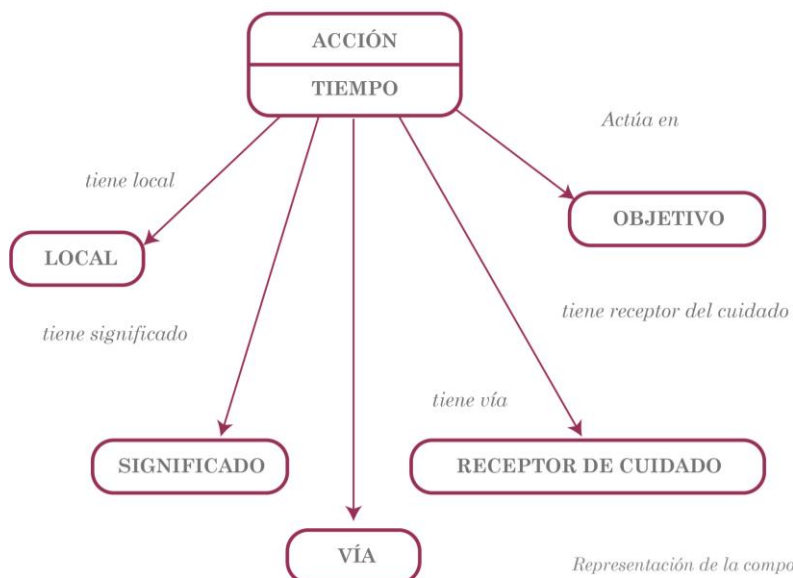 ACCIÓN
TIEMPO
Actúa en
tiene local
OBJETIVO
LOCAL
tiene receptor del cuidado
tiene significado
tiene vía
SIGNIFICADO
RECEPTOR DE CUIDADO
VÍA
Representación de la